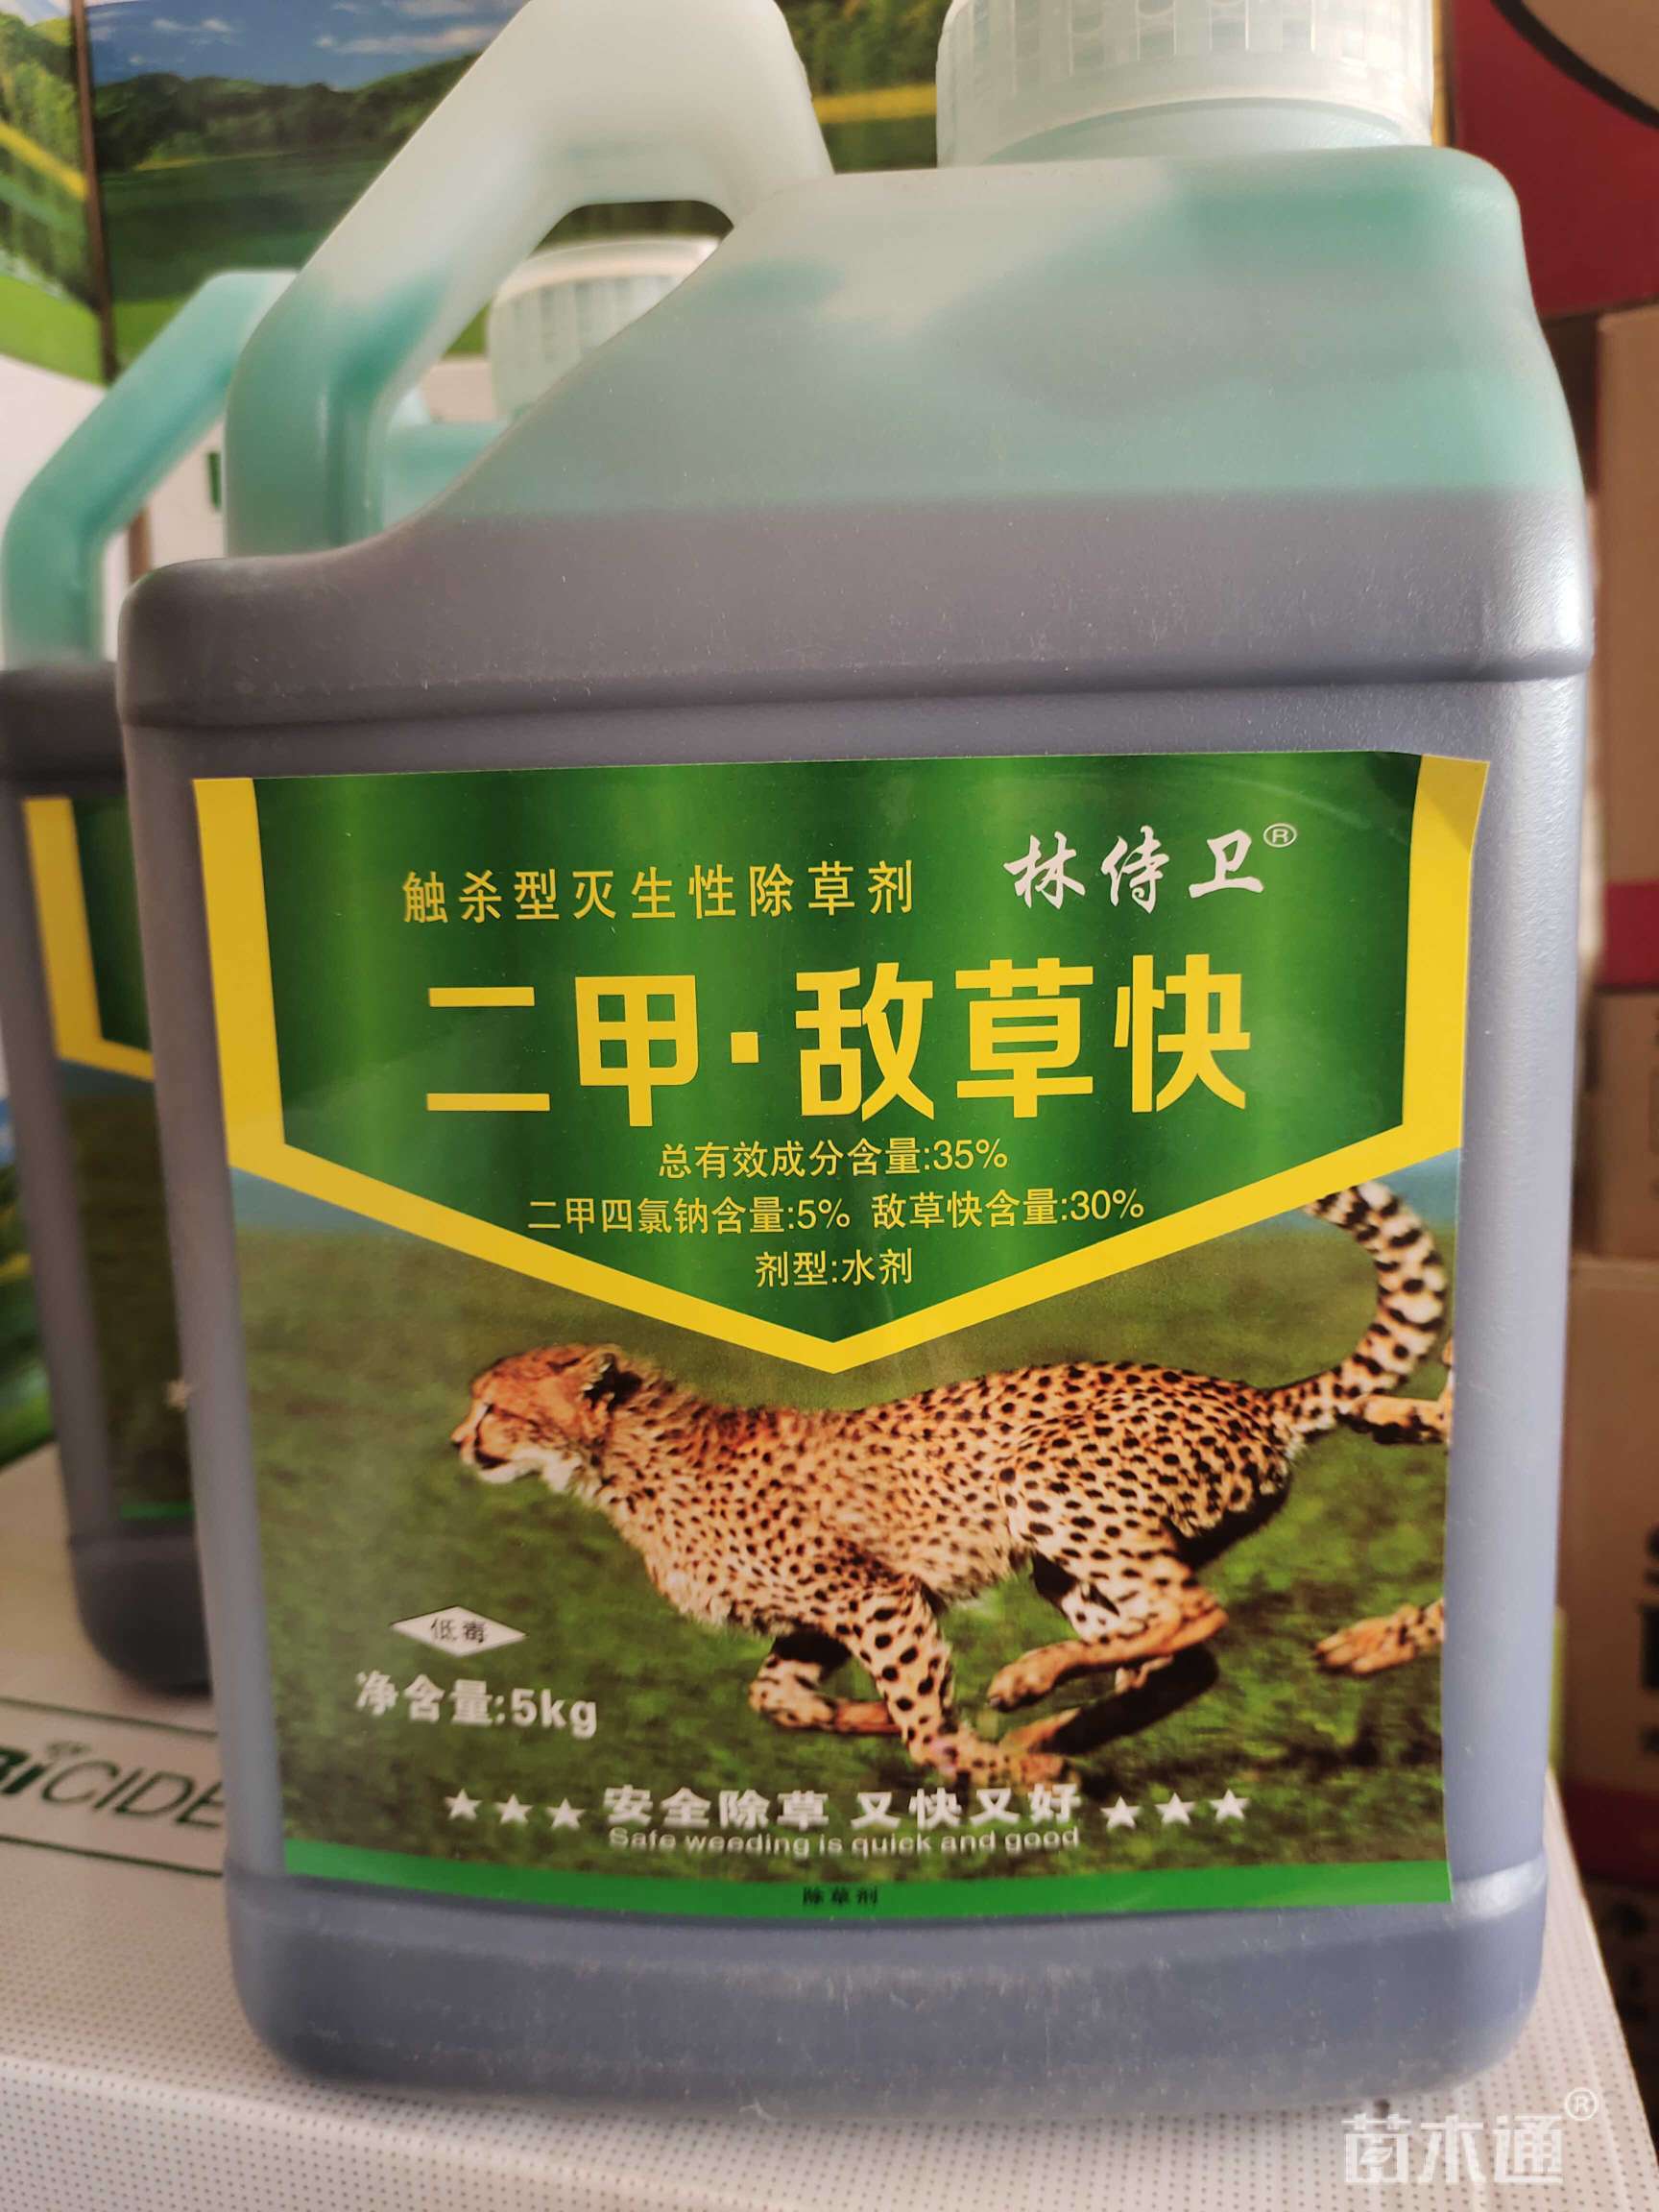 触杀型灭生性除草剂 林侍卫®
二甲·敌草快
总有效成分含量:35%
二甲四氯钠含量:5% 敌草快含量:30%
剂型:水剂
低毒
净含量:5kg
★★★安全除草 又快又好★★★
Safe weeding is quick and good
除草剂
iCIDE
苗木通®